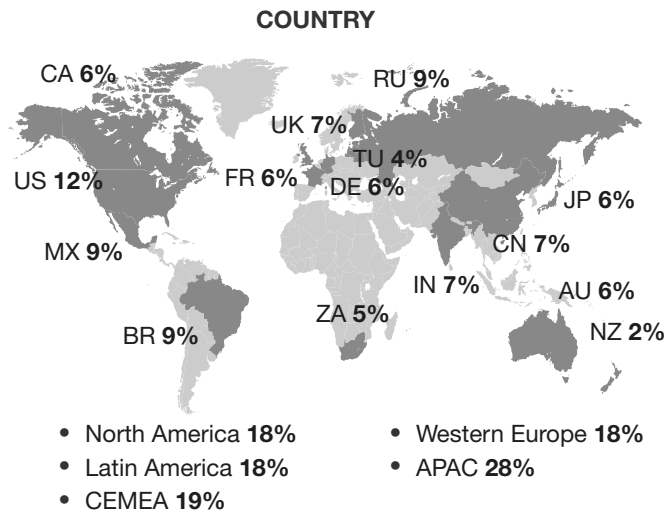 COUNTRY
CA 6%
RU 9%
UK 7%
TU 4%
US 12%
FR 6%
DE 6%
JP 6%
MX 9%
CN 7%
IN 7%
AU 6%
ZA 5%
BR 9%
NZ 2%
• North America 18%
• Latin America 18%
• CEMEA 19%
• Western Europe 18%
• APAC 28%